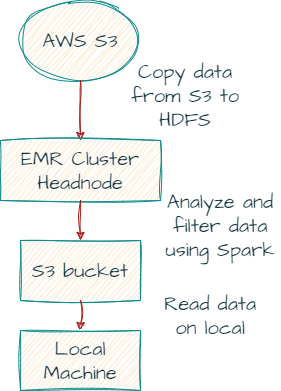 AWS S3
Copy data
from S3 to
HDFS
EMR Cluster
Headnode
Analyze and
filter data
using Spark
S3 bucket
Read data
on local
Local
Machine